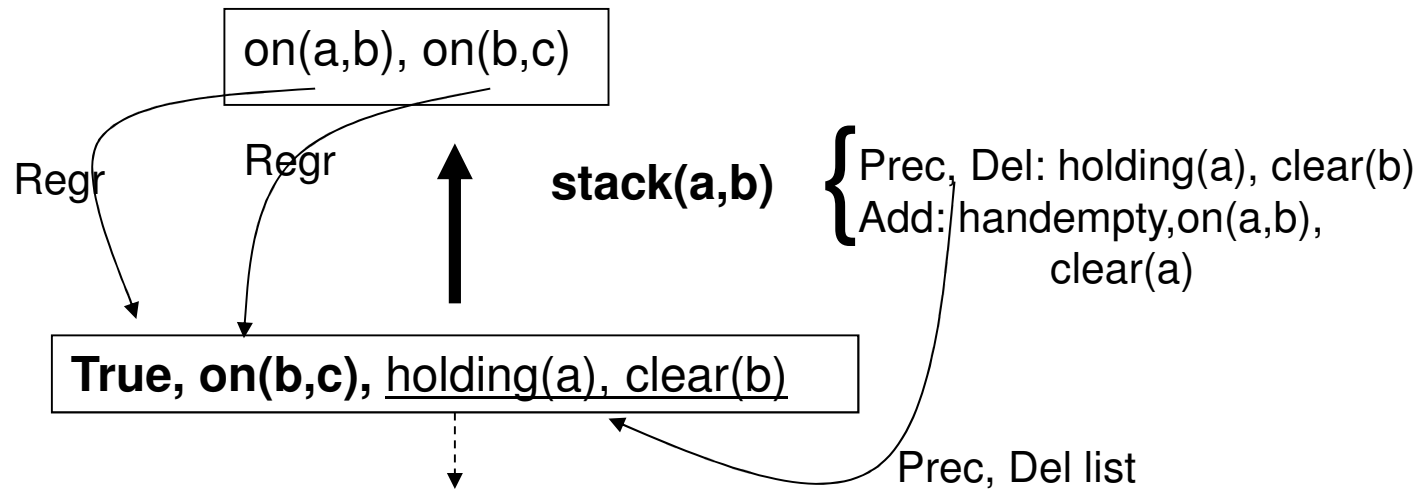 on(a,b), on(b,c)
Regr
Regr
stack(a,b)
{ Prec, Del: holding(a), clear(b)
Add: handempty,on(a,b),
clear(a)
True, on(b,c), holding(a), clear(b)
Prec, Del list